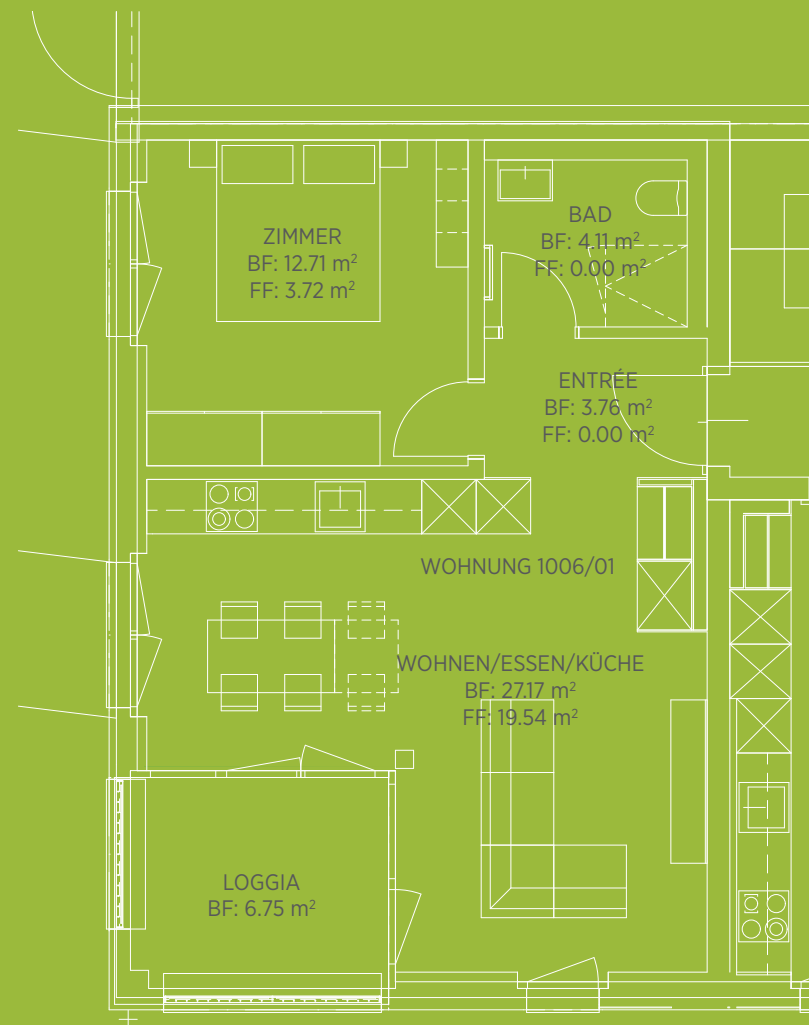 ZIMMER
BF: 12.71 m²
FF: 3.72 m²
BAD
BF: 4.11 m²
FF: 0.00 m²
ENTRÉE
BF: 3.76 m²
FF: 0.00 m²
WOHNUNG 1006/01
WOHNEN/ESSEN/KÜCHE
BF: 27.17 m²
FF: 19.54 m²
LOGGIA
BF: 6.75 m²